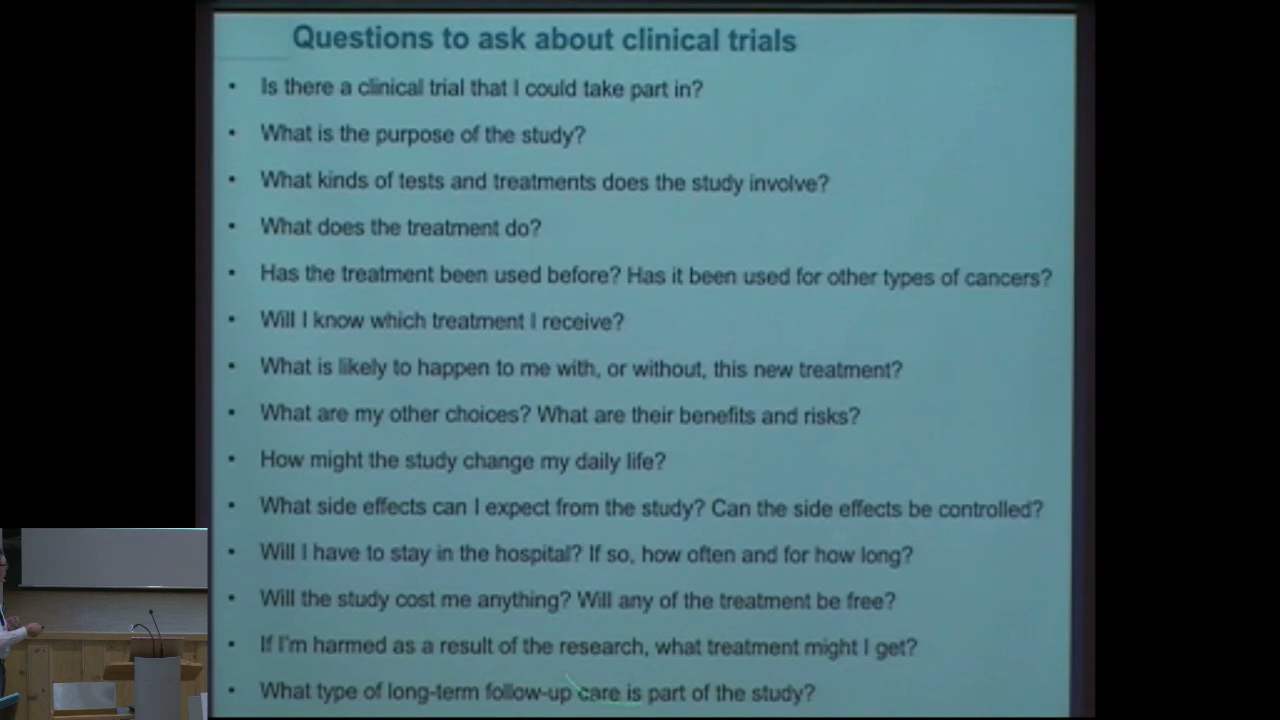 Questions to ask about clinical trials
• Is there a clinical trial that I could take part in?
• What is the purpose of the study?
• What kinds of tests and treatments does the study involve?
• What does the treatment do?
• Has the treatment been used before? Has it been used for other types of cancers?
• Will I know which treatment I receive?
• What is likely to happen to me with, or without, this new treatment?
• What are my other choices? What are their benefits and risks?
• How might the study change my daily life?
• What side effects can I expect from the study? Can the side effects be controlled?
• Will I have to stay in the hospital? If so, how often and for how long?
• Will the study cost me anything? Will any of the treatment be free?
• If I'm harmed as a result of the research, what treatment might I get?
• What type of long-term follow-up care is part of the study?